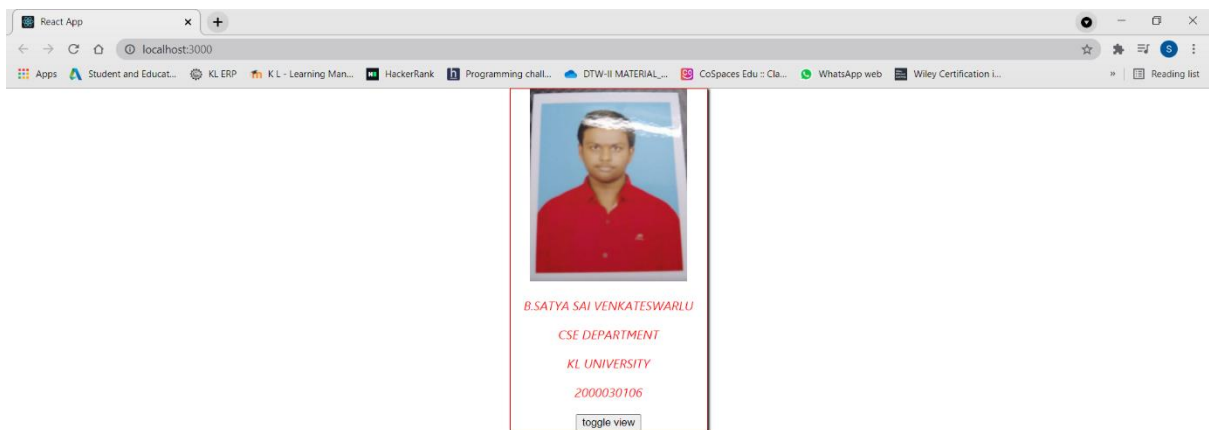 React App
localhost:3000
Apps Student and Educat... KL ERP K L - Learning Man... HackerRank Programming chall... DTW-II MATERIAL_... CoSpaces Edu :: Cla... WhatsApp web Wiley Certification i... » Reading list
B.SATYA SAI VENKATESWARLU
CSE DEPARTMENT
KL UNIVERSITY
2000030106
toggle view